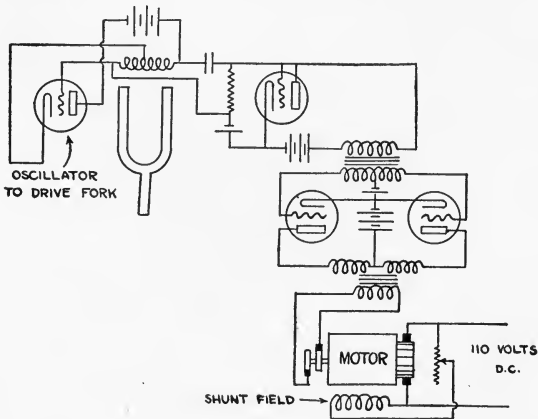 OSCILLATOR
TO DRIVE FORK
MOTOR
110 VOLTS
D.C.
SHUNT FIELD